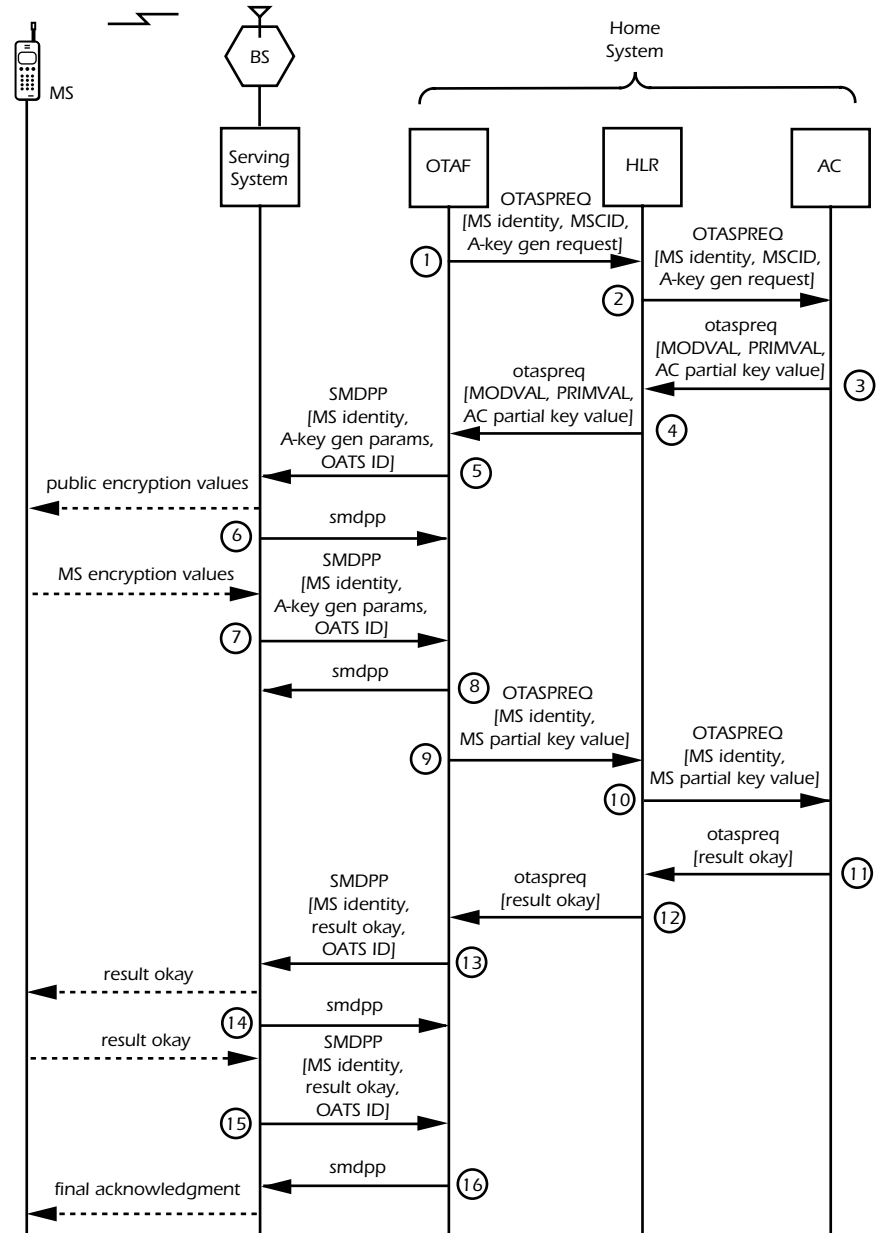 Home
System
BS
MS
Serving
System
OTAF
HLR
AC
OTASPREQ
[MS identity, MSCID,
A-key gen request]
1
OTASPREQ
[MS identity, MSCID,
A-key gen request]
2
otaspreq
[MODVAL, PRIMVAL,
AC partial key value]
3
otaspreq
[MODVAL, PRIMVAL,
AC partial key value]
4
SMDPP
[MS identity,
A-key gen params,
OATS ID]
5
public encryption values
smdpp
6
MS encryption values
SMDPP
[MS identity,
A-key gen params,
OATS ID]
7
smdpp
8
OTASPREQ
[MS identity,
MS partial key value]
9
OTASPREQ
[MS identity,
MS partial key value]
10
otaspreq
[result okay]
11
otaspreq
[result okay]
12
SMDPP
[MS identity,
result okay,
OATS ID]
13
result okay
smdpp
14
result okay
SMDPP
[MS identity,
result okay,
OATS ID]
15
smdpp
16
final acknowledgment